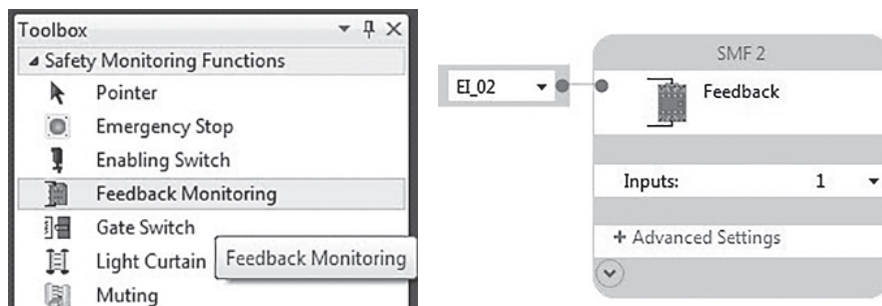 Toolbox
Safety Monitoring Functions
Pointer
Emergency Stop
Enabling Switch
Feedback Monitoring
Gate Switch
Light Curtain
Feedback Monitoring
Muting
EI_02
SMF 2
Feedback
Inputs: 1
+ Advanced Settings